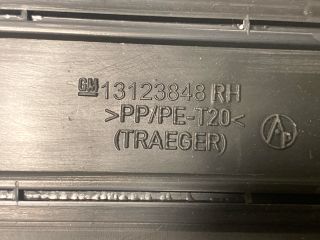 GM 13123848 RH
>PP/PE-T20<
(TRAEGER)